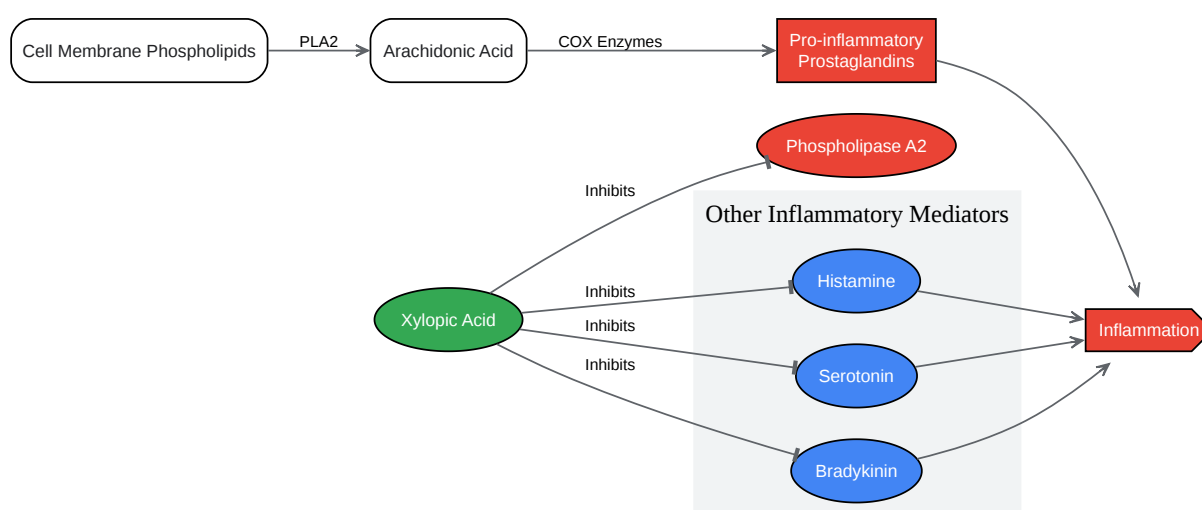 Cell Membrane Phospholipids
PLA2
Arachidonic Acid
COX Enzymes
Pro-inflammatory
Prostaglandins
Phospholipase A2
Inhibits
Other Inflammatory Mediators
Histamine
Inhibits
Xylopic Acid
Inhibits
Inflammation
Inhibits
Serotonin
Bradykinin